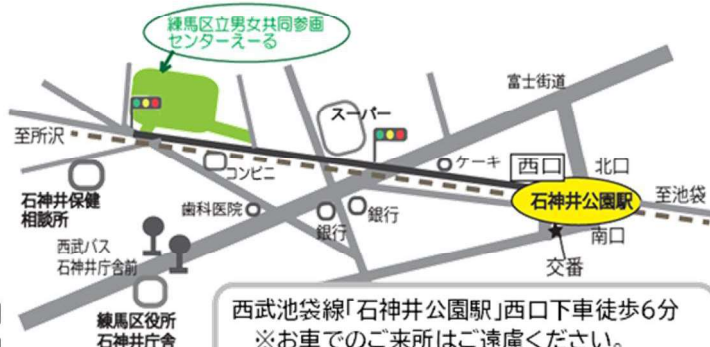 練馬区立男女共同参画
センターえーる
富士街道
スーパー
至所沢
コンビニ
ケーキ
西口
北口
石神井公園駅
至池袋
石神井保健
相談所
歯科医院
銀行
銀行
南口
交番
西武バス
石神井庁舎前
練馬区役所
石神井庁舎
西武池袋線「石神井公園駅」西口下車徒歩6分
※お車でのご来所はご遠慮ください。